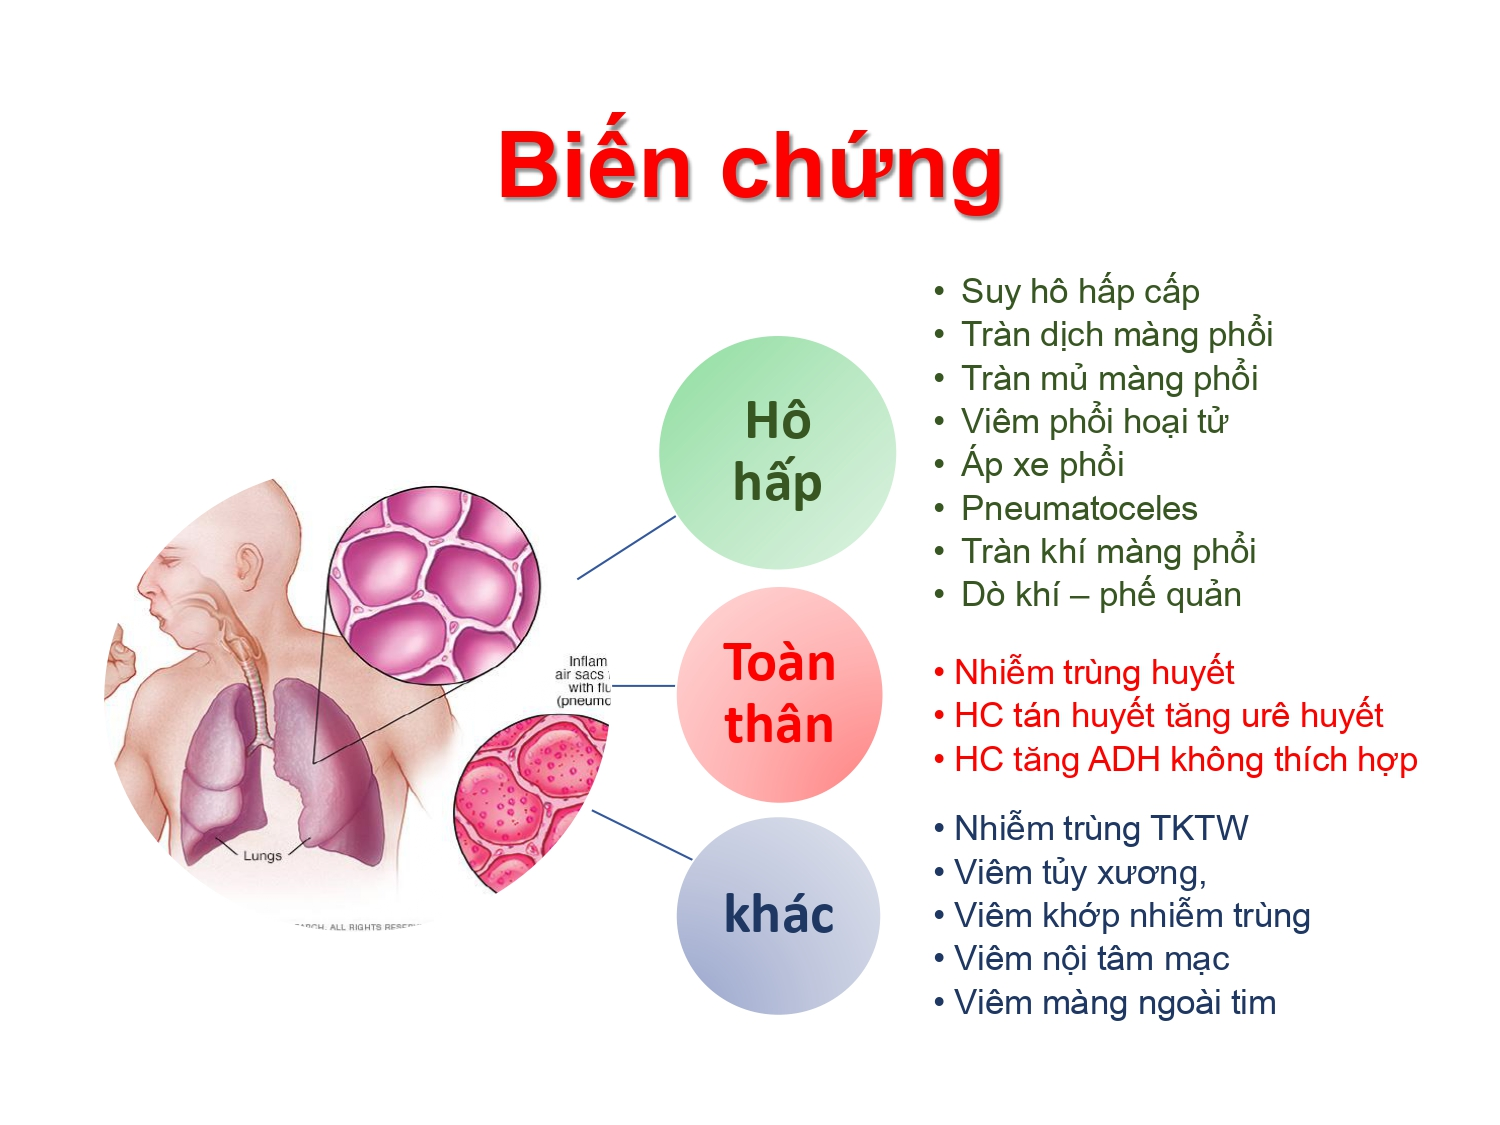 Biến chứng
Hô
hấp
• Suy hô hấp cấp
• Tràn dịch màng phổi
• Tràn mủ màng phổi
• Viêm phổi hoại tử
• Áp xe phổi
• Pneumatoceles
• Tràn khí màng phổi
• Dò khí – phế quản
Toàn
thân
• Nhiễm trùng huyết
• HC tán huyết tăng urê huyết
• HC tăng ADH không thích hợp
khác
• Nhiễm trùng TKTW
• Viêm tủy xương,
• Viêm khớp nhiễm trùng
• Viêm nội tâm mạc
• Viêm màng ngoài tim
Inflam
air sacs
with flu
(pneumo
Lungs
ALL RIGHTS